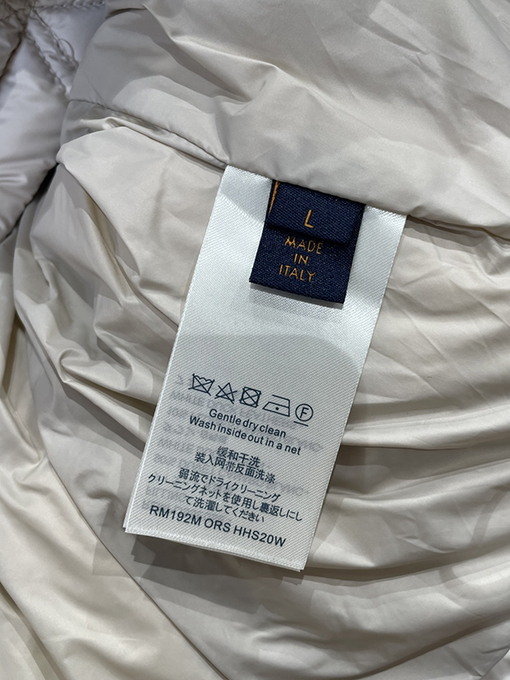 L
MADE
IN
ITALY
Gentle dry clean
Wash inside out in a net
缓和干洗
装入网带反面洗涤
弱流でドライクリーニング
クリーニングネットを使用し裏返しにし
て洗濯してください
RM192M ORS HHS20W